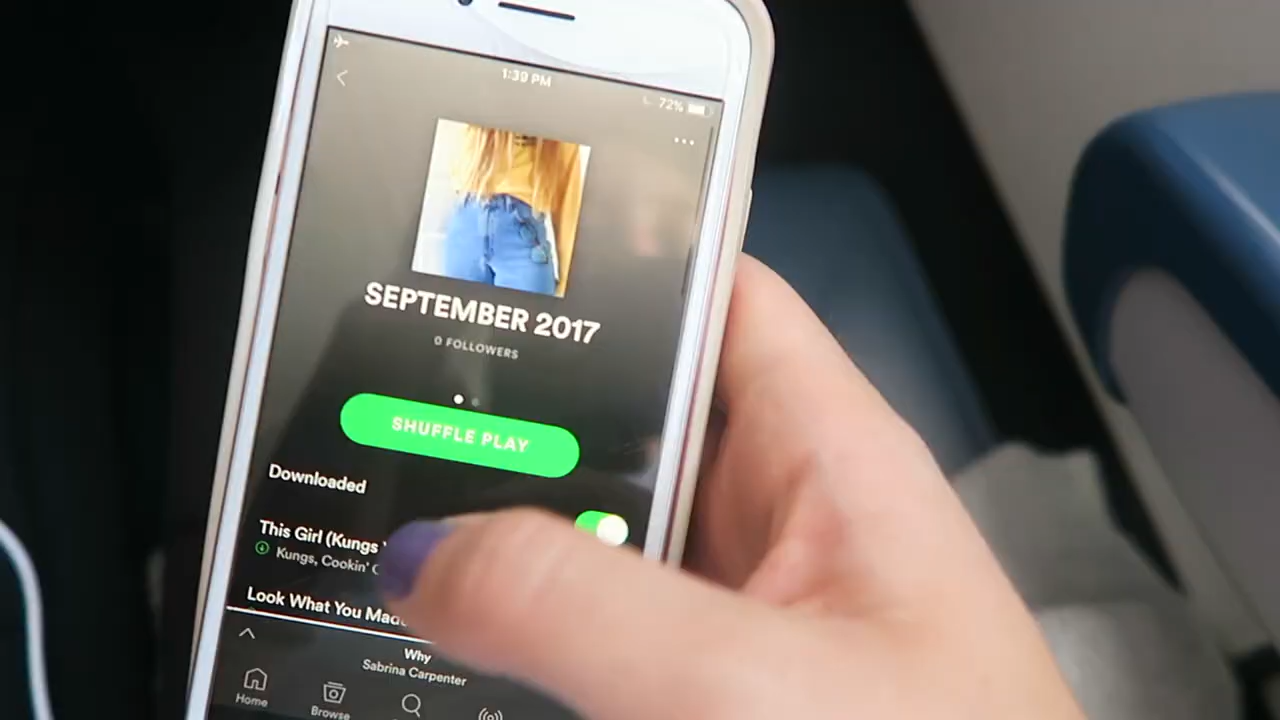 1:39 PM
72%
SEPTEMBER 2017
0 FOLLOWERS
SHUFFLE PLAY
Downloaded
This Girl (Kungs
Kungs, Cookin'
Look What You Mad
Why
Sabrina Carpenter
Home
Browse